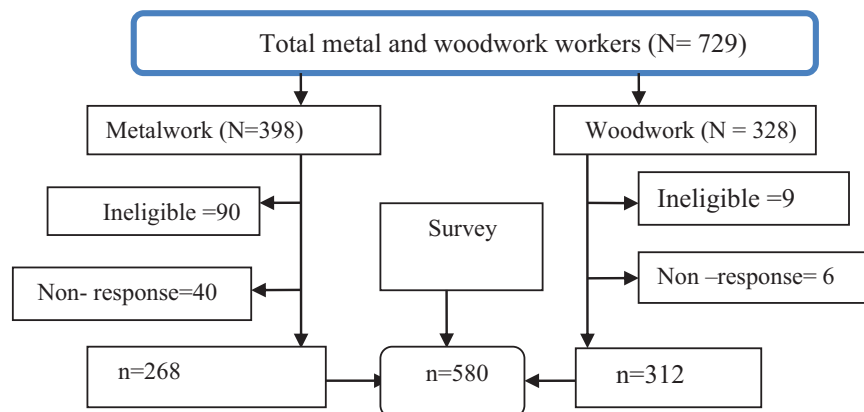 Total metal and woodwork workers (N= 729)
Metalwork (N=398)
Woodwork (N = 328)
Ineligible =90
Ineligible =9
Survey
Non- response=40
Non –response= 6
n=268
n=580
n=312